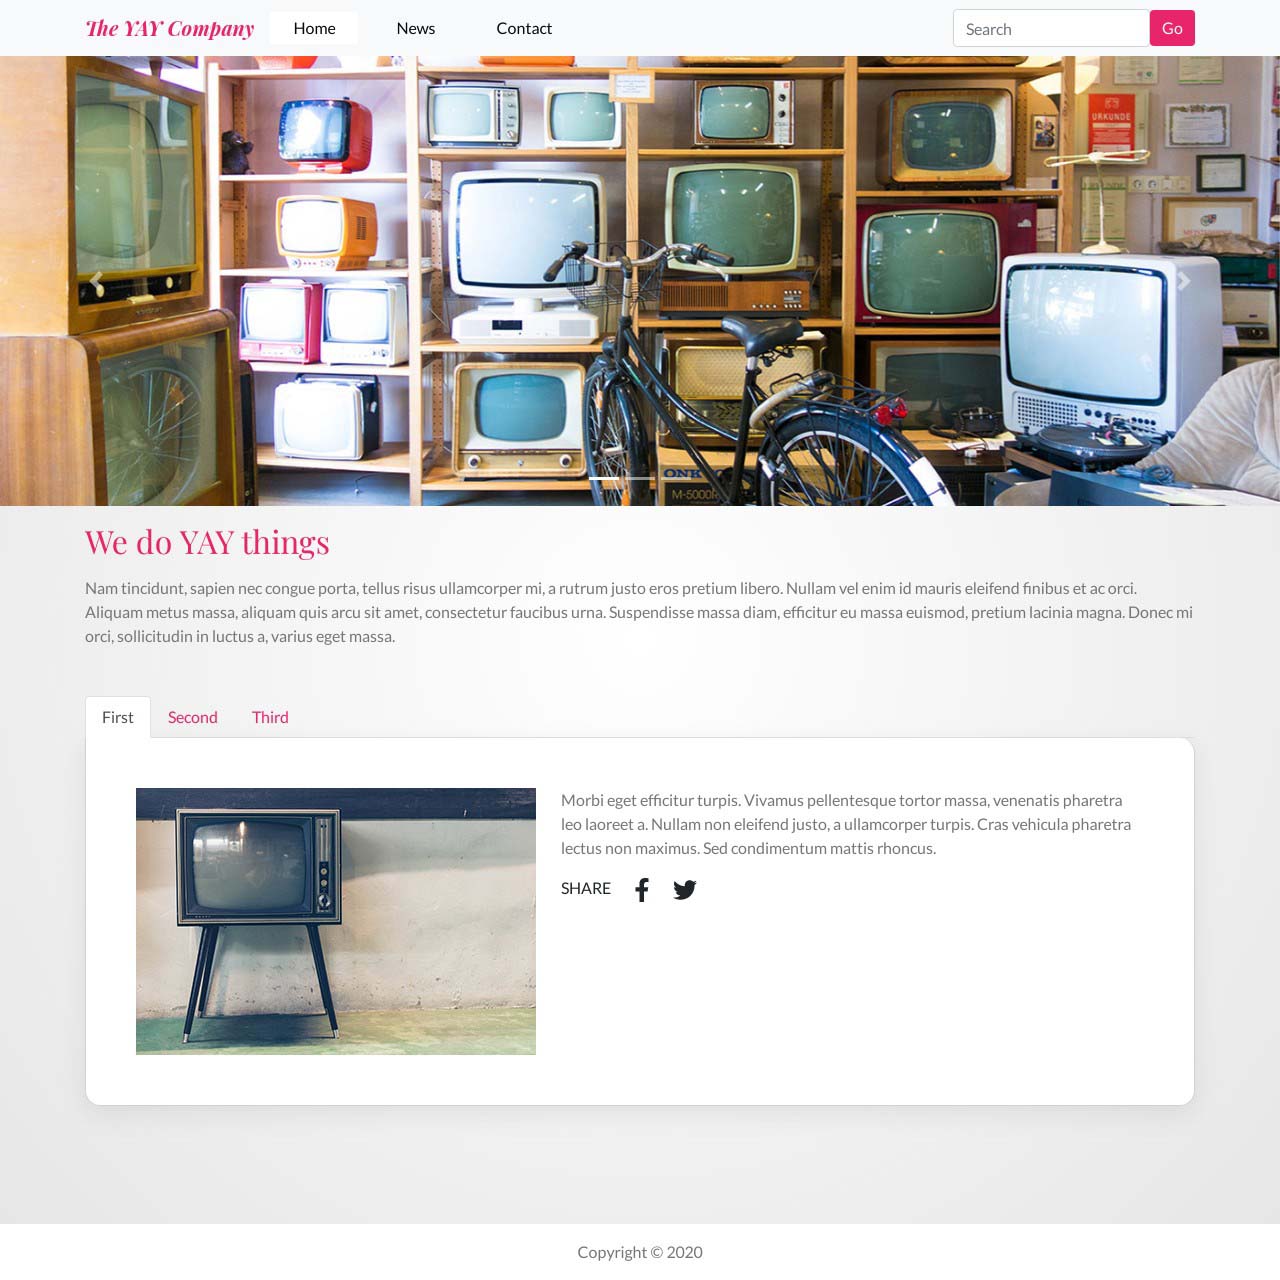 The YAY Company
Home
News
Contact
Search
Go
URKUNDE
ONK
M-5000R
We do YAY things
Nam tincidunt, sapien nec congue porta, tellus risus ullamcorper mi, a rutrum justo eros pretium libero. Nullam vel enim id mauris eleifend finibus et ac orci.
Aliquam metus massa, aliquam quis arcu sit amet, consectetur faucibus urna. Suspendisse massa diam, efficitur eu massa euismod, pretium lacinia magna. Donec mi
orci, sollicitudin in luctus a, varius eget massa.
First
Second
Third
Morbi eget efficitur turpis. Vivamus pellentesque tortor massa, venenatis pharetra
leo laoreet a. Nullam non eleifend justo, a ullamcorper turpis. Cras vehicula pharetra
lectus non maximus. Sed condimentum mattis rhoncus.
SHARE
Copyright © 2020